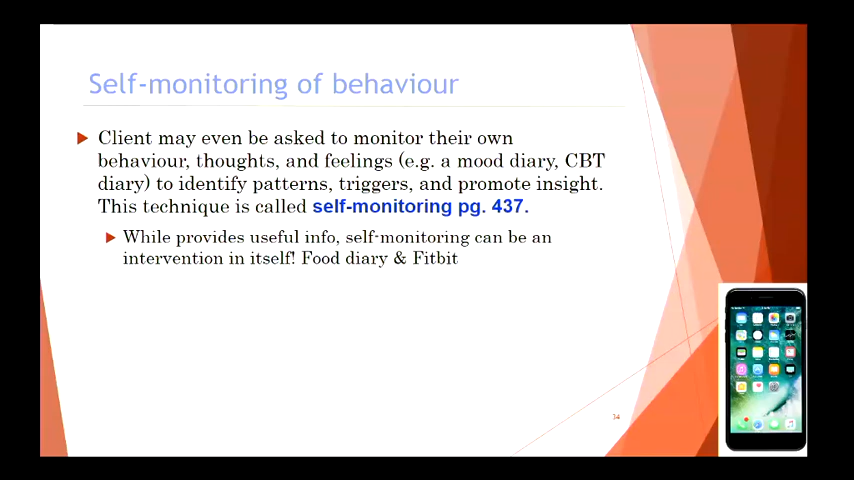 Self-monitoring of behaviour
Client may even be asked to monitor their own
behaviour, thoughts, and feelings (e.g. a mood diary, CBT
diary) to identify patterns, triggers, and promote insight.
This technique is called self-monitoring pg. 437.
While provides useful info, self-monitoring can be an
intervention in itself! Food diary & Fitbit
14